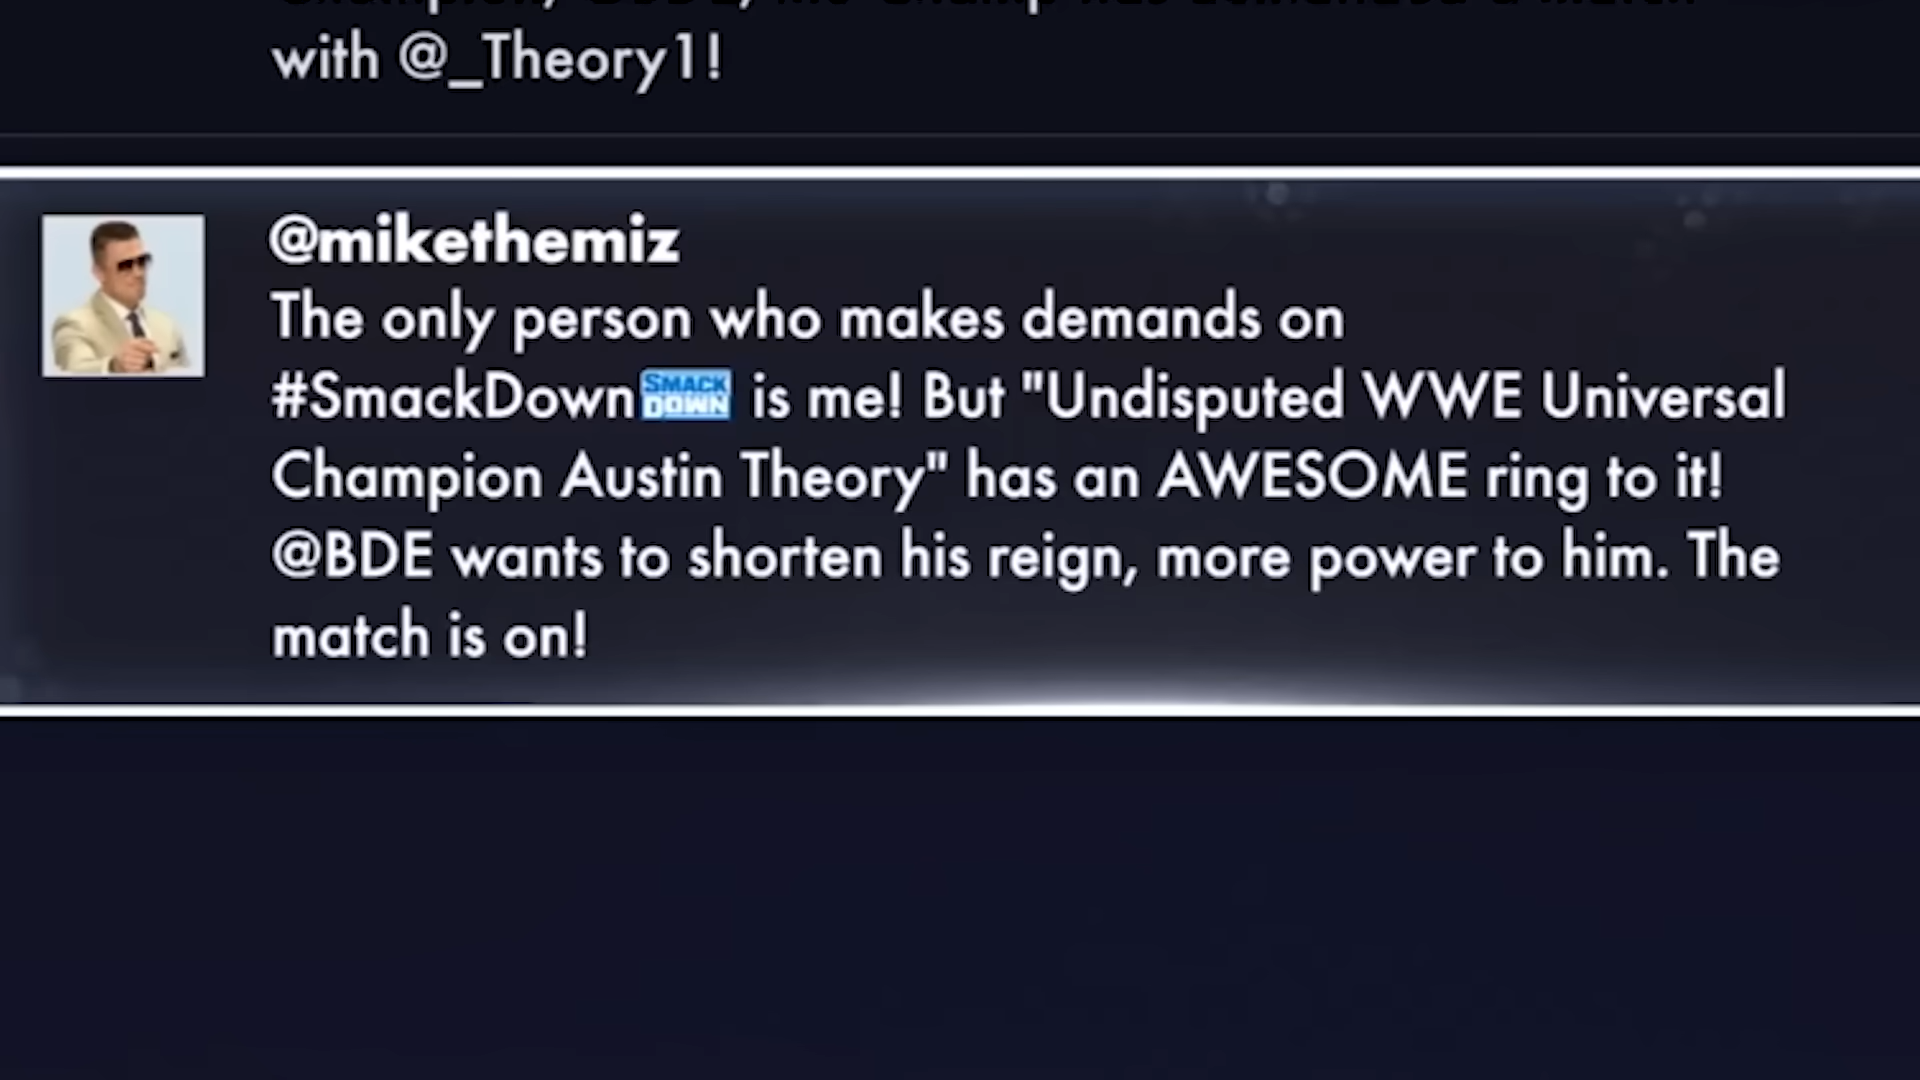 with @_Theory1!
@mikethemiz
The only person who makes demands on
#SmackDown SMACK DOWN is me! But "Undisputed WWE Universal
Champion Austin Theory" has an AWESOME ring to it!
@BDE wants to shorten his reign, more power to him. The
match is on!